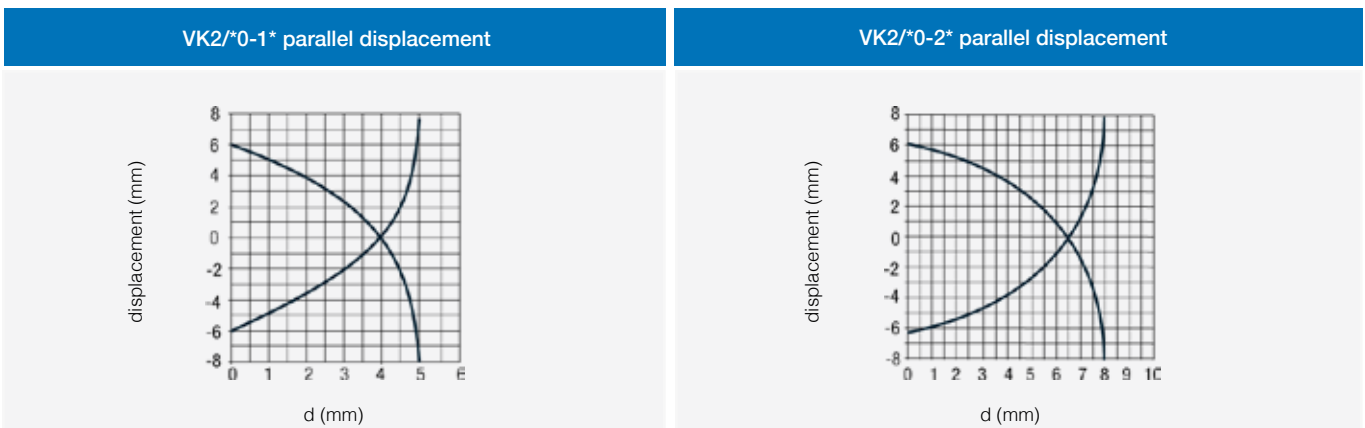 VK2/*0-1* parallel displacement
VK2/*0-2* parallel displacement
displacement (mm)
8
6
4
2
0
-2
-4
-6
-8
0 1 2 3 4 5 6
d (mm)
displacement (mm)
8
6
4
2
0
-2
-4
-6
-8
0 1 2 3 4 5 6 7 8 9 10
d (mm)